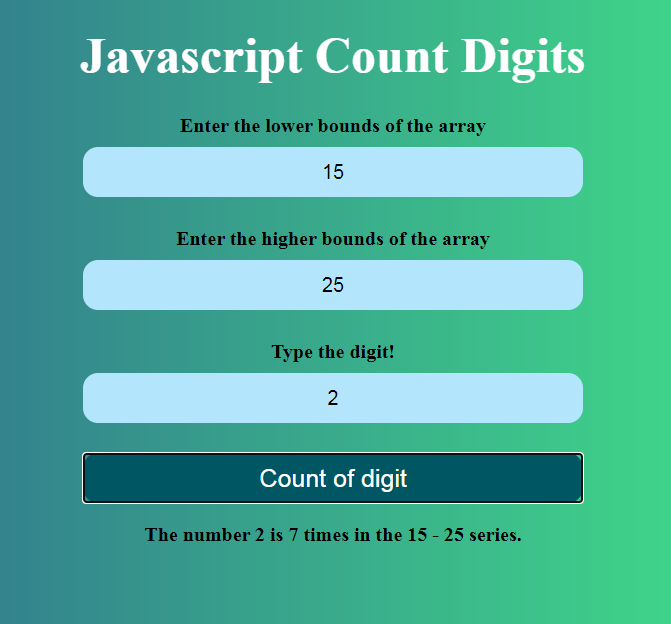 Javascript Count Digits
Enter the lower bounds of the array
15
Enter the higher bounds of the array
25
Type the digit!
2
Count of digit
The number 2 is 7 times in the 15 - 25 series.